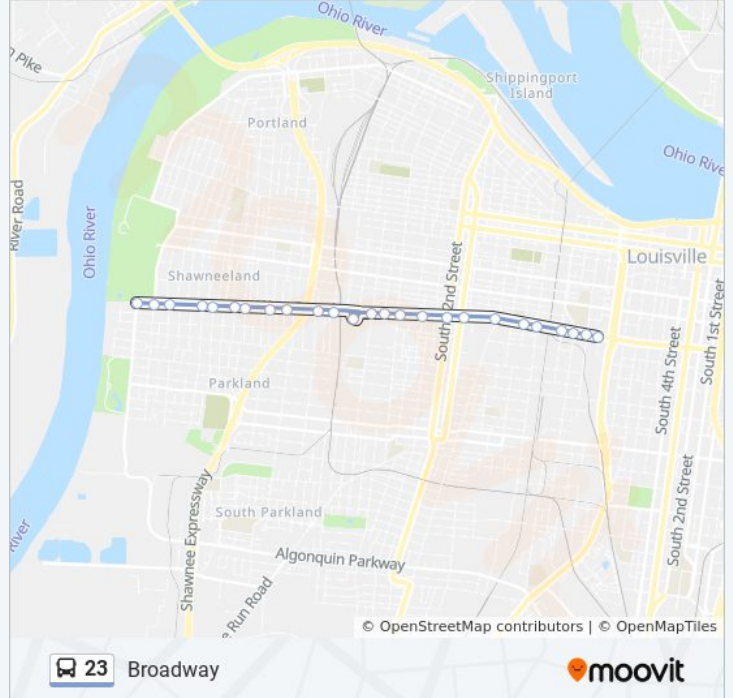 Ohio River
Pike
Shippingport
Island
Portland
Ohio Rive
River Road
Ohio River
Shawneeland
Louisville
South
2nd Street
South 1st Street
South 4th Street
Parkland
South 2nd Street
Shawnee Expressway
South Parkland
River
Algonquin Parkway
Run Road
© OpenStreetMap contributors | © OpenMapTiles
23 Broadway
moovit